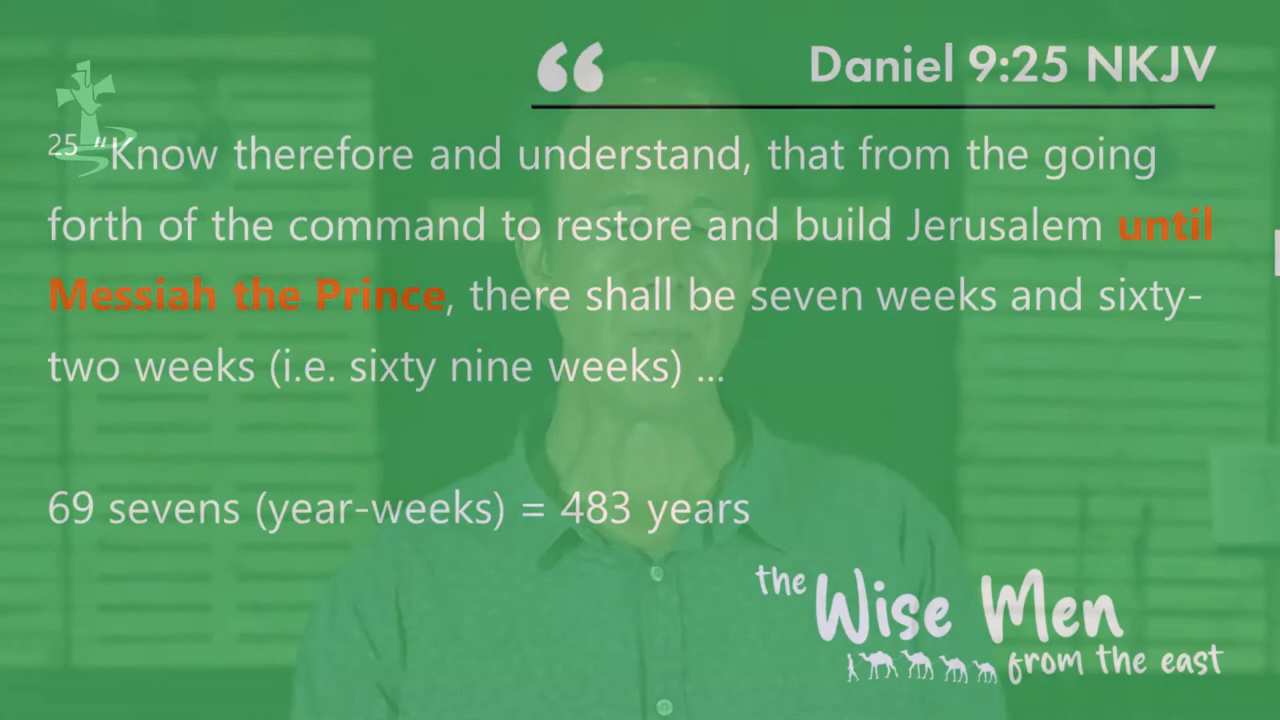 “
Daniel 9:25 NKJV
25 “Know therefore and understand, that from the going
forth of the command to restore and build Jerusalem until
Messiah the Prince, there shall be seven weeks and sixty-
two weeks (i.e. sixty nine weeks) ...
69 sevens (year-weeks) = 483 years
the Wise Men
from the east